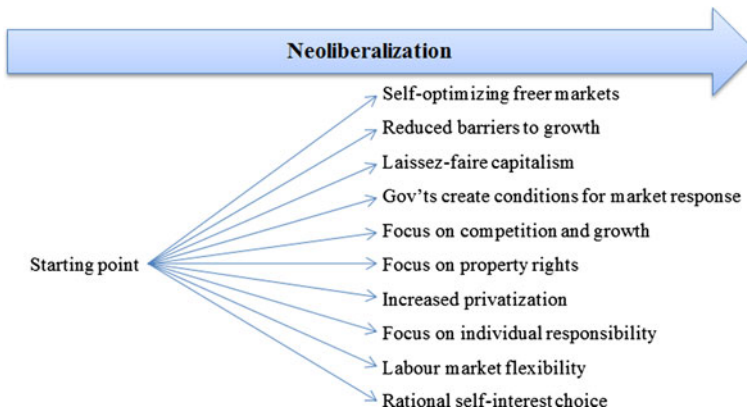 Neoliberalization
Self-optimizing freer markets
Reduced barriers to growth
Laissez-faire capitalism
Gov'ts create conditions for market response
Focus on competition and growth
Starting point
Focus on property rights
Increased privatization
Focus on individual responsibility
Labour market flexibility
Rational self-interest choice